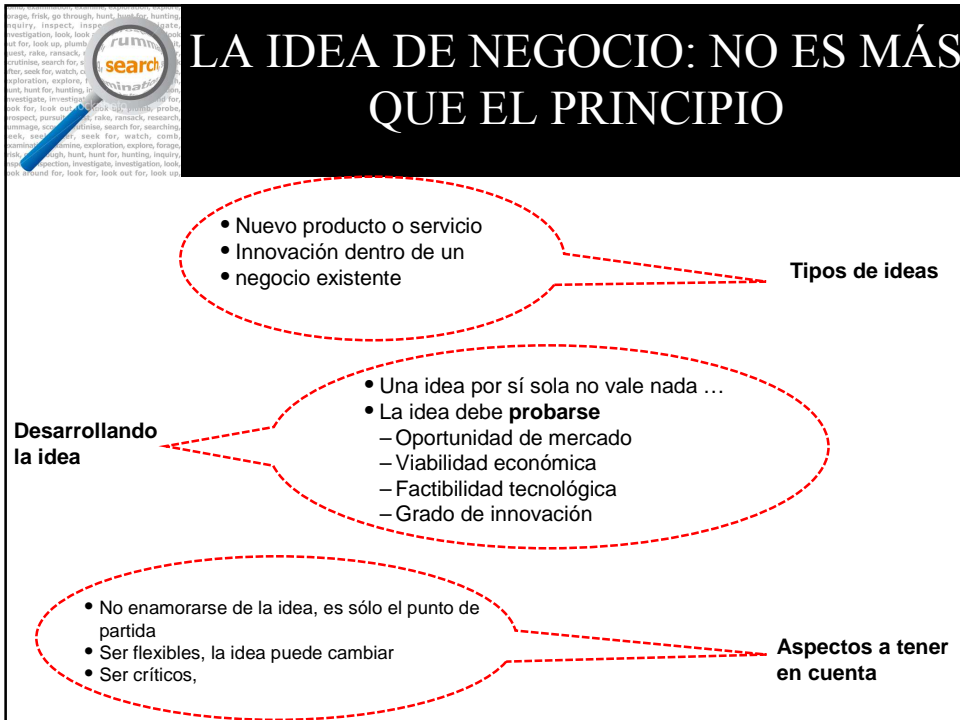 rumm
search
minati
LA IDEA DE NEGOCIO: NO ES MÁS
QUE EL PRINCIPIO
• Nuevo producto o servicio
• Innovación dentro de un
• negocio existente
Tipos de ideas
• Una idea por sí sola no vale nada …
• La idea debe probarse
– Oportunidad de mercado
– Viabilidad económica
– Factibilidad tecnológica
– Grado de innovación
Desarrollando
la idea
• No enamorarse de la idea, es sólo el punto de
partida
• Ser flexibles, la idea puede cambiar
• Ser críticos,
Aspectos a tener
en cuenta